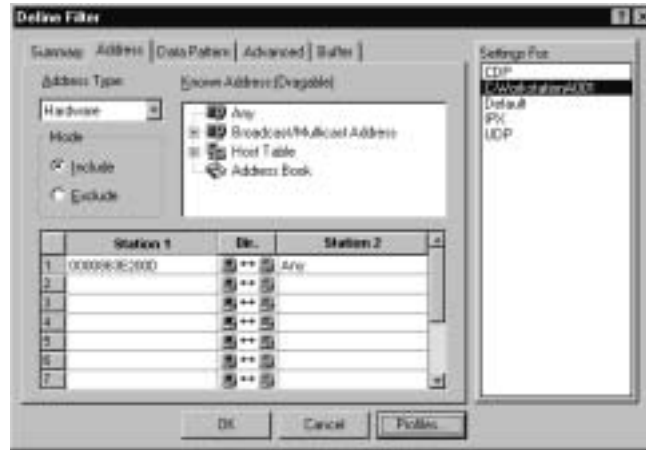 Define Filter
Summary Address Data Pattern Advanced Buffer
Address Type:
Hardware
Mode
Include
Exclude
Known Address: (Dragable)
Any
Broadcast/Multicast Address
Host Table
Address Book
Station 1 Dir.. Station 2
1 Any
2
3
4
5
6
7
Settings For:
CDP
Default
IPX
UDP
OK Cancel Profiles...